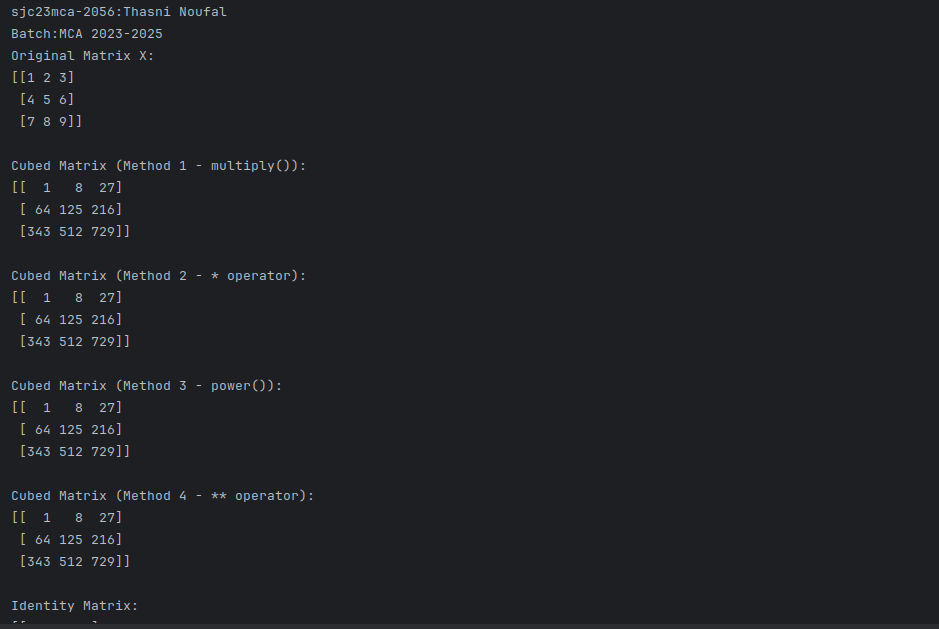 sjc23mca-2056:Thasni Noufal
Batch:MCA 2023-2025
Original Matrix X:
[[1 2 3]
 [4 5 6]
 [7 8 9]]
Cubed Matrix (Method 1 - multiply()):
[[  1   8  27]
 [ 64 125 216]
 [343 512 729]]
Cubed Matrix (Method 2 - * operator):
[[  1   8  27]
 [ 64 125 216]
 [343 512 729]]
Cubed Matrix (Method 3 - power()):
[[  1   8  27]
 [ 64 125 216]
 [343 512 729]]
Cubed Matrix (Method 4 - ** operator):
[[  1   8  27]
 [ 64 125 216]
 [343 512 729]]
Identity Matrix: